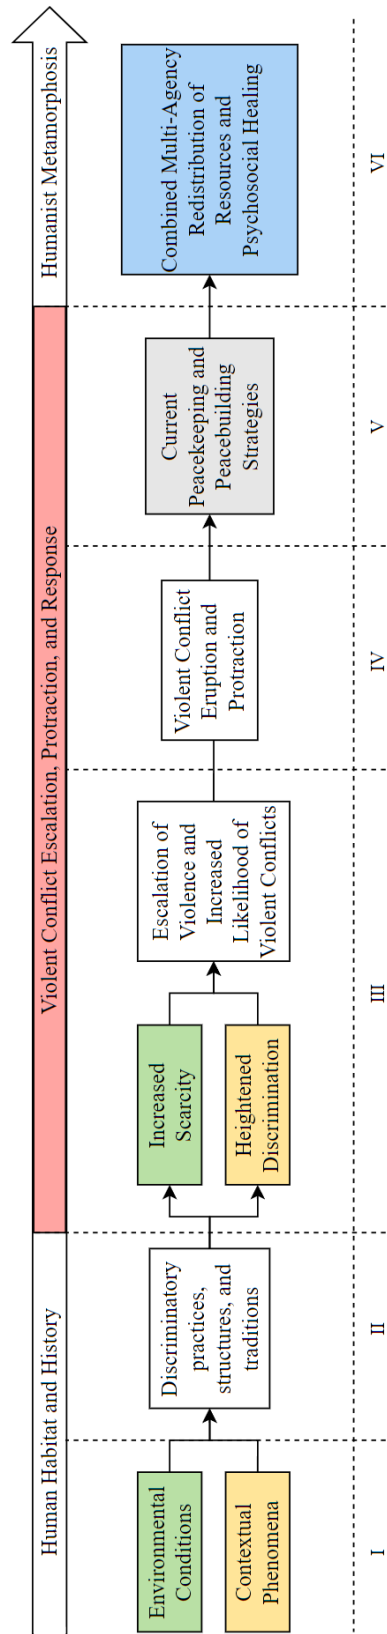 Human Habitat and History
Violent Conflict Escalation, Protraction, and Response
Humanist Metamorphosis
Environmental
Conditions
Contextual
Phenomena
Discriminatory
practices,
structures, and
traditions
Increased
Scarcity
Heightened
Discrimination
Escalation of
Violence and
Increased
Likelihood of
Violent Conflicts
Violent Conflict
Eruption and
Protraction
Current
Peacekeeping and
Peacebuilding
Strategies
Combined Multi-Agency
Redistribution of
Resources and
Psychosocial Healing
I
II
III
IV
V
VI